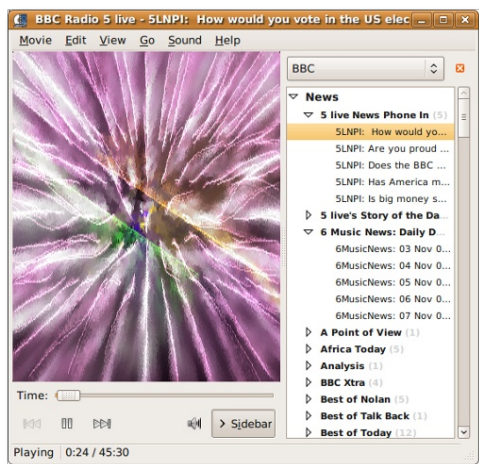 BBC Radio 5 live - 5LNPI: How would you vote in the US elec
Movie Edit View Go Sound Help
BBC
News
5 live News Phone In (5)
5LNPI: How would yo...
5LNPI: Are you proud ...
5LNPI: Does the BBC ...
5LNPI: Has America m...
5LNPI: Is big money s...
5 live's Story of the Da
6 Music News: Daily D
6MusicNews: 03 Nov 0...
6MusicNews: 04 Nov 0...
6MusicNews: 05 Nov 0...
6MusicNews: 06 Nov 0...
6MusicNews: 07 Nov 0...
A Point of View (1)
Africa Today (5)
Analysis (1)
BBC Xtra (4)
Best of Nolan (5)
Best of Talk Back (1)
Best of Today (12)
Time:
> Sidebar
Playing 0:24 / 45:30